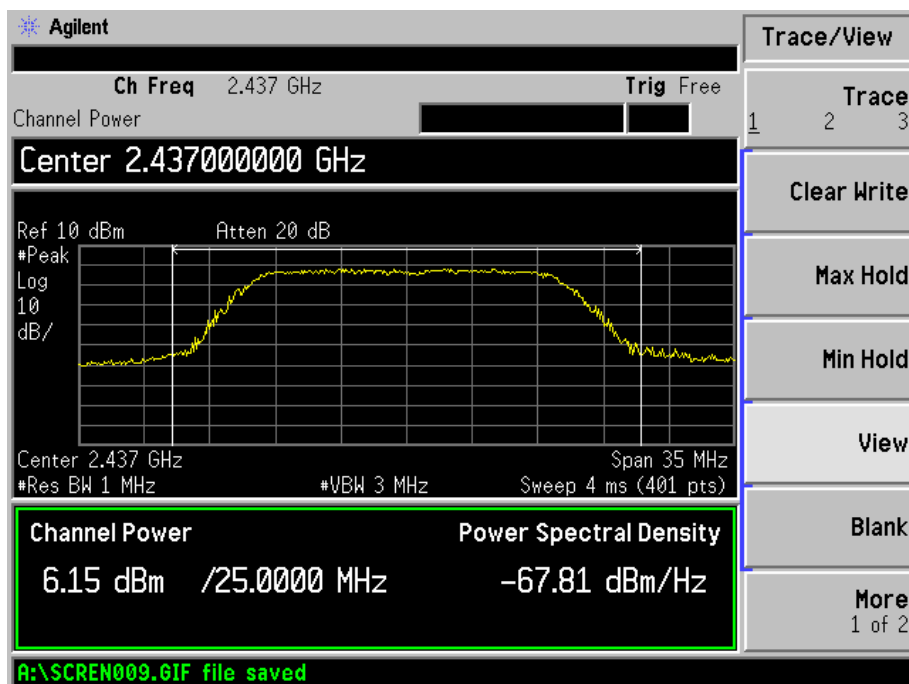 Agilent
Trace/View
Ch Freq 2.437 GHz Trig Free
Channel Power
Trace
1 2 3
Center 2.437000000 GHz
Clear Write
Ref 10 dBm Atten 20 dB
#Peak
Log
10
dB/
Max Hold
Min Hold
View
Center 2.437 GHz Span 35 MHz
#Res BW 1 MHz #VBW 3 MHz Sweep 4 ms (401 pts)
Channel Power Power Spectral Density
Blank
6.15 dBm /25.0000 MHz -67.81 dBm/Hz
More
1 of 2
A:\SCREN009.GIF file saved